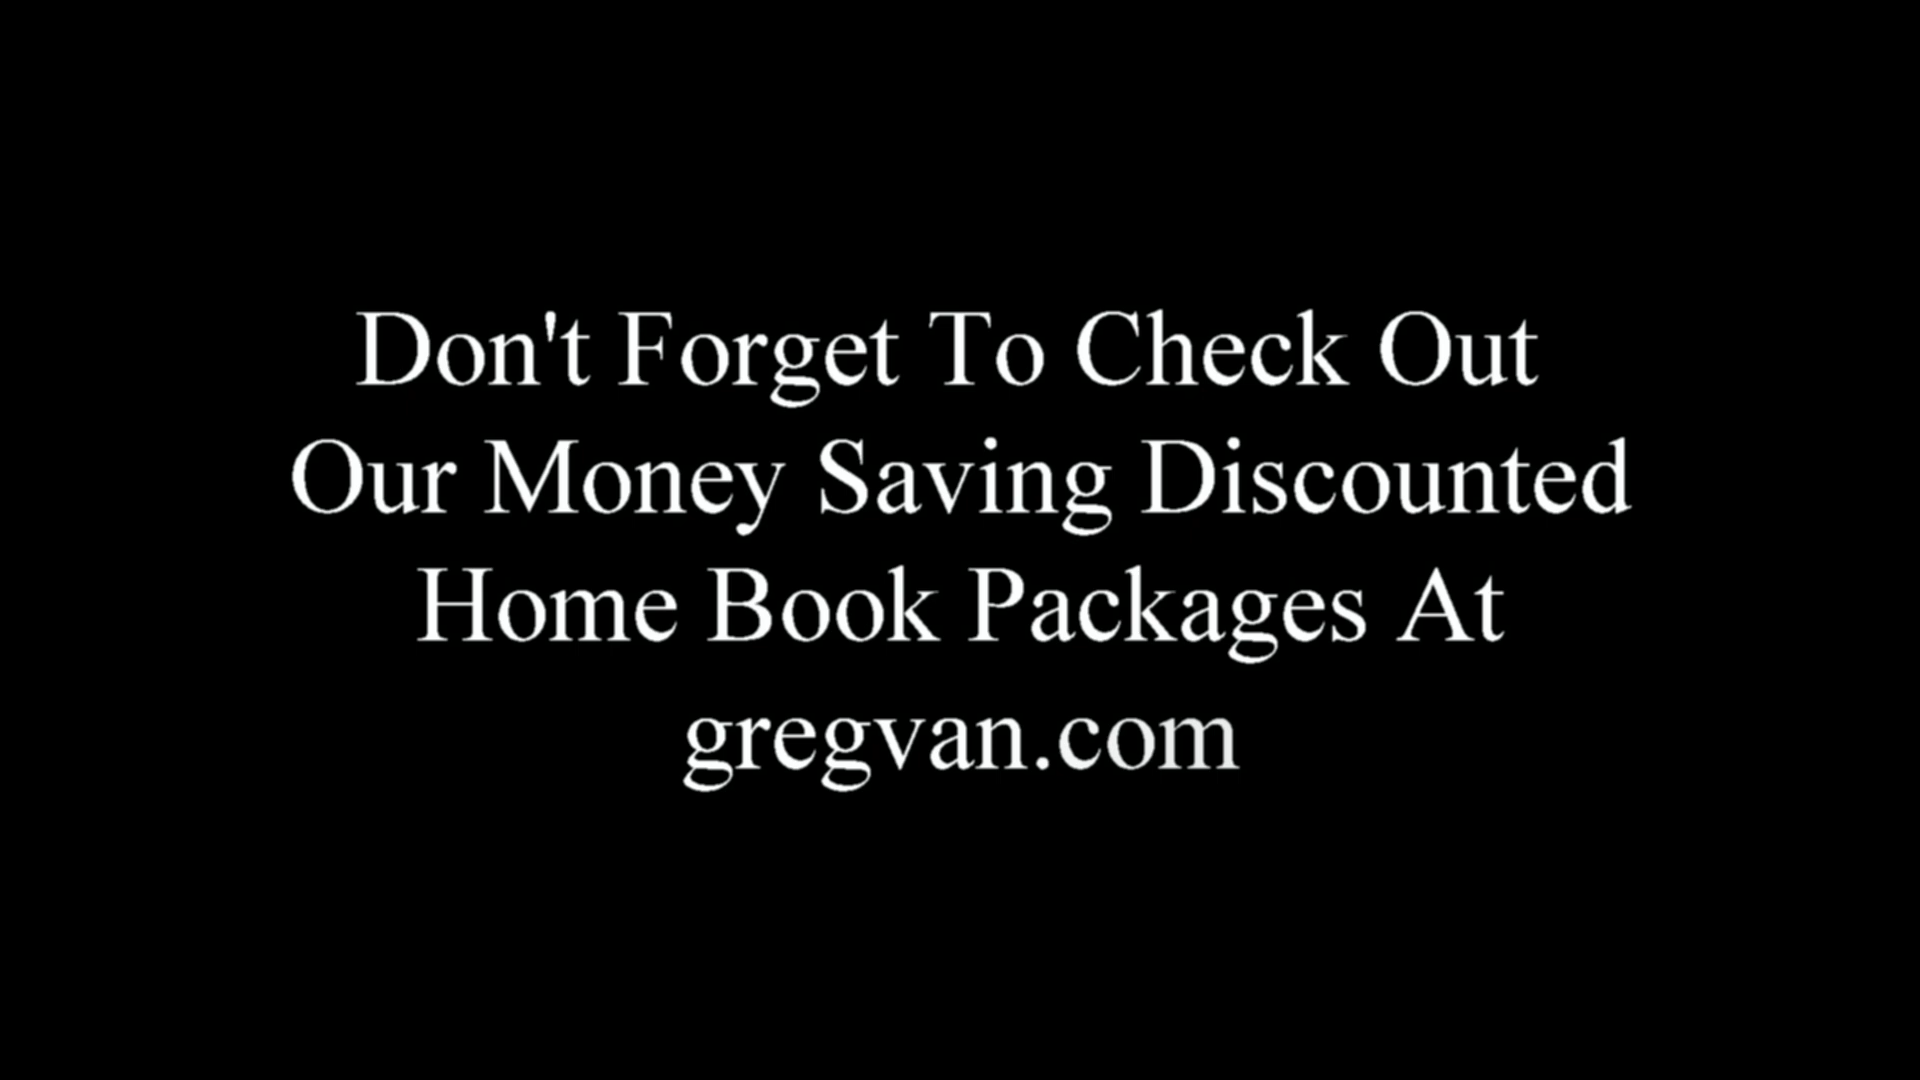 Don't Forget To Check Out
Our Money Saving Discounted
Home Book Packages At
gregvan.com